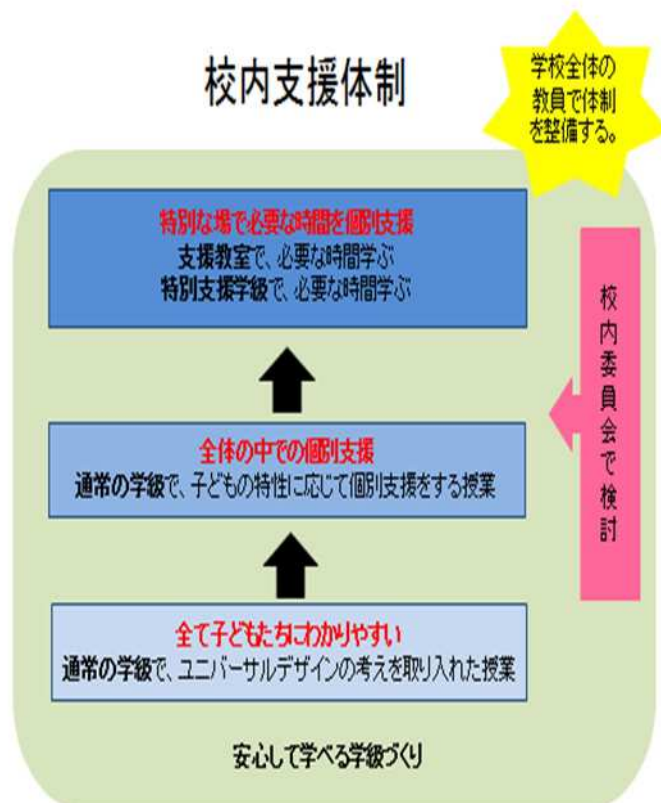 校内支援体制
学校全体の
教員で体制
を整備する。
特別な場で必要な時間を個別支援
支援教室で、必要な時間学ぶ
特別支援学級で、必要な時間学ぶ
校内委員会で検討
全体の中での個別支援
通常の学級で、子どもの特性に応じて個別支援をする授業
全て子どもたちにわかりやすい
通常の学級で、ユニバーサルデザインの考えを取り入れた授業
安心して学べる学級づくり